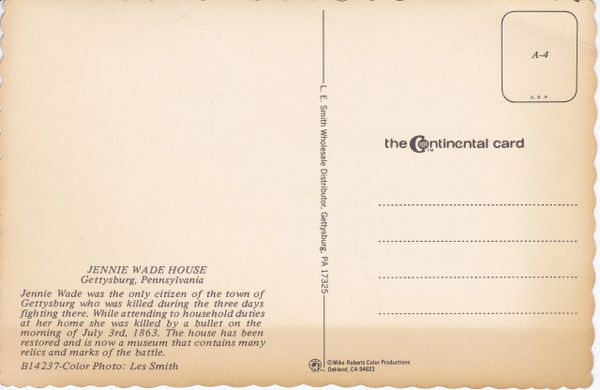 A-4
U.S.A.
the Continental card
TM
L. E. Smith Wholesale Distributor, Gettysburg, PA 17325
JENNIE WADE HOUSE
Gettysburg, Pennsylvania
Jennie Wade was the only citizen of the town of
Gettysburg who was killed during the three days
fighting there. While attending to household duties
at her home she was killed by a bullet on the
morning of July 3rd, 1863. The house has been
restored and is now a museum that contains many
relics and marks of the battle.
B14237-Color Photo: Les Smith
©Mike Roberts Color Productions
Oakland, CA 94623